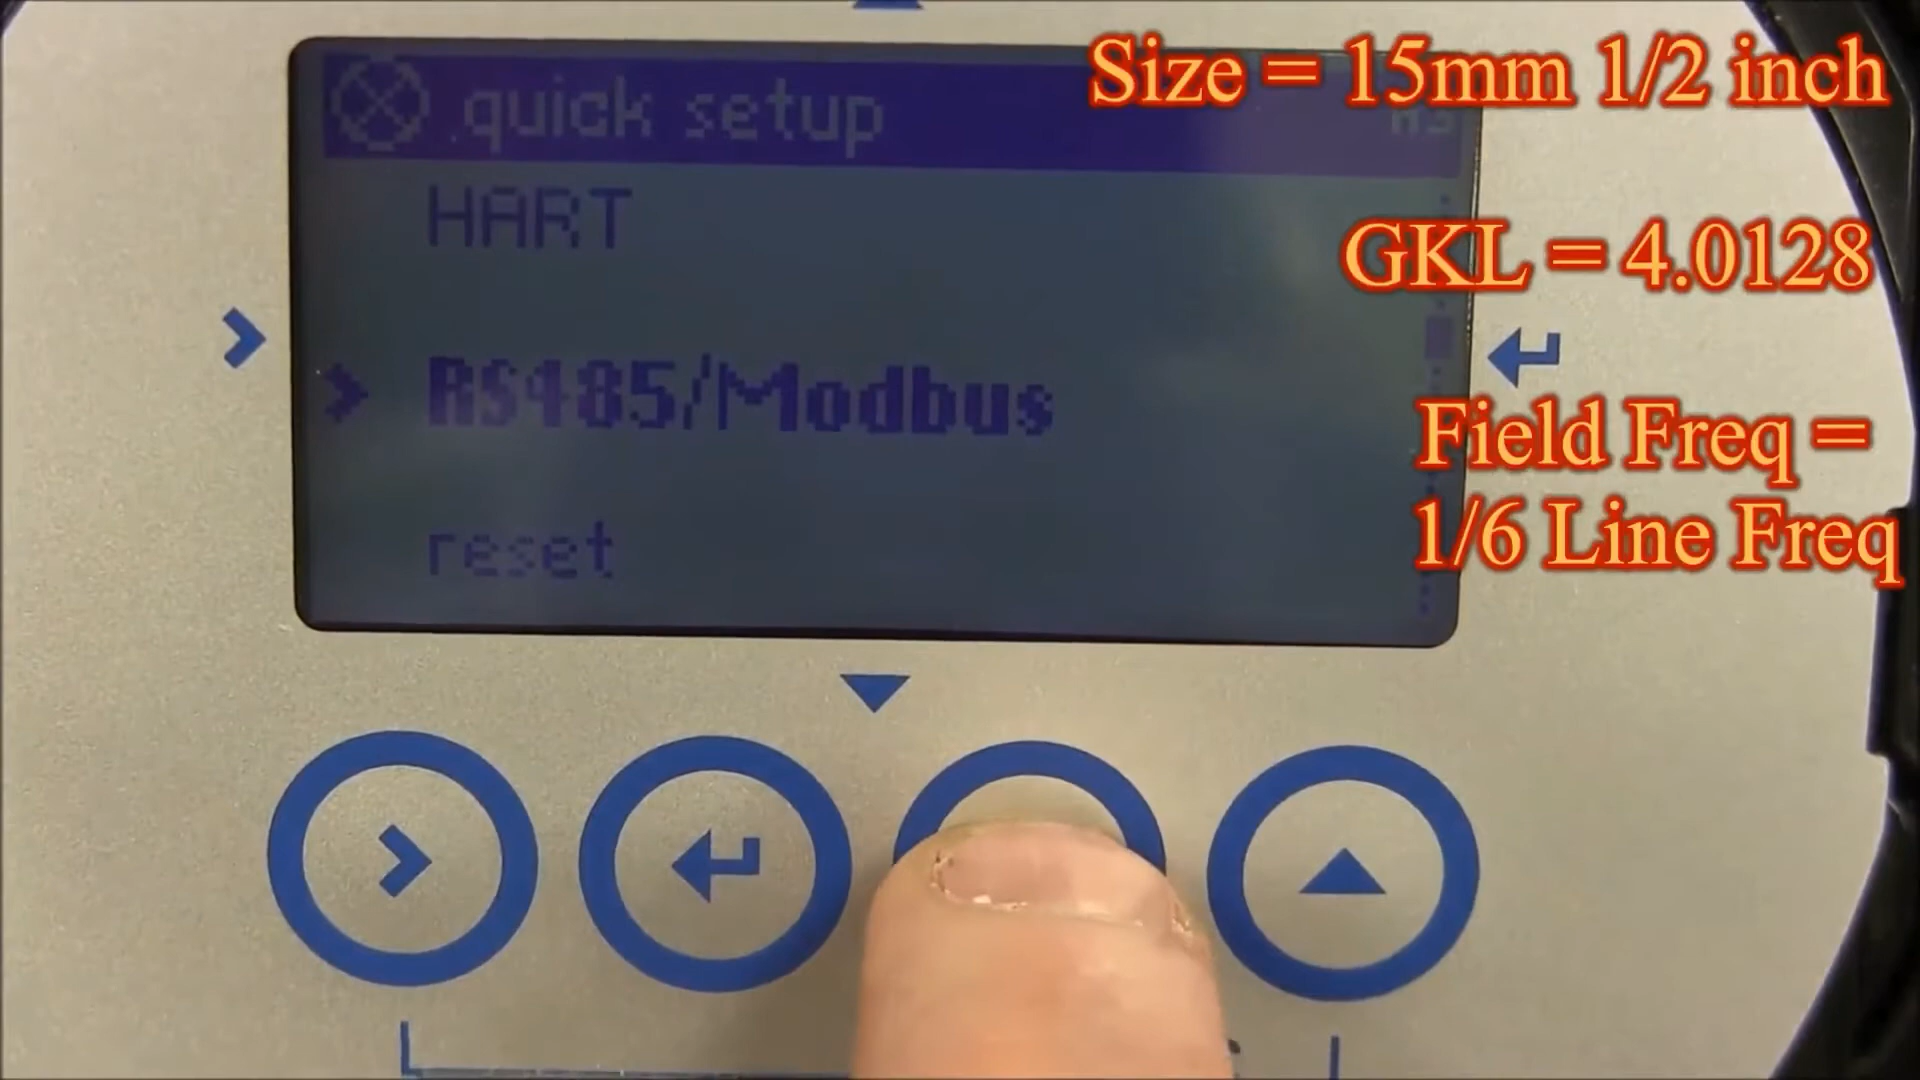 quick setup
HART
RS485/Modbus
reset
Size = 15mm 1/2 inch
GKL = 4.0128
Field Freq =
1/6 Line Freq